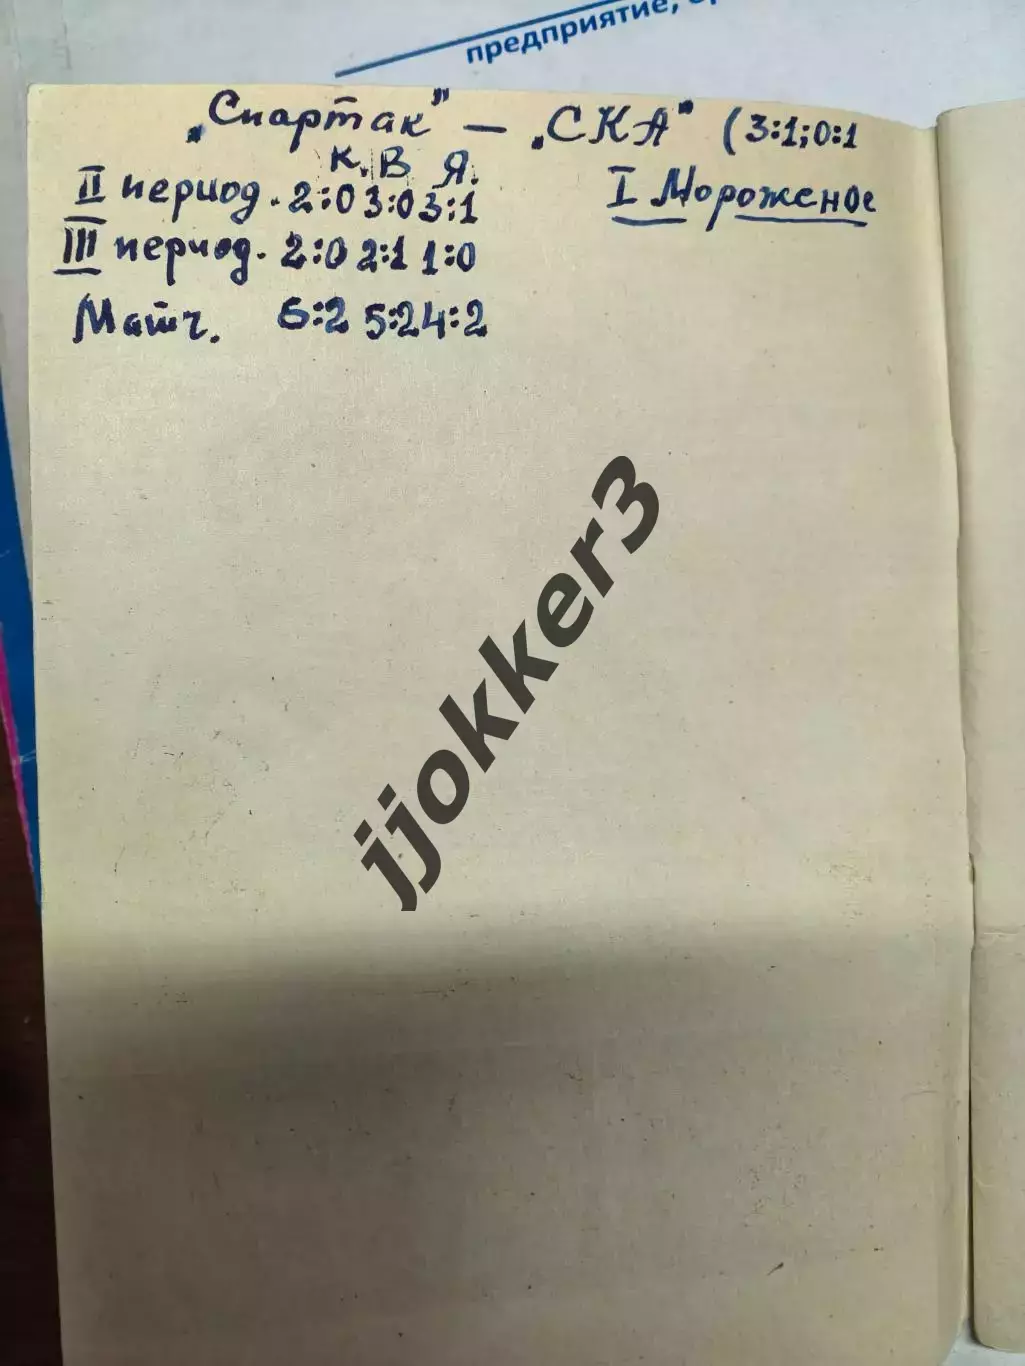 предприятие,
„Спартак" – „СКА" (3:1;0:1
К. В Я.
II период. 2:0 3:0 3:1 I Мороженое
III период. 2:0 2:1 1:0
Матч. 6:2 5:2 4:2
jjokker3